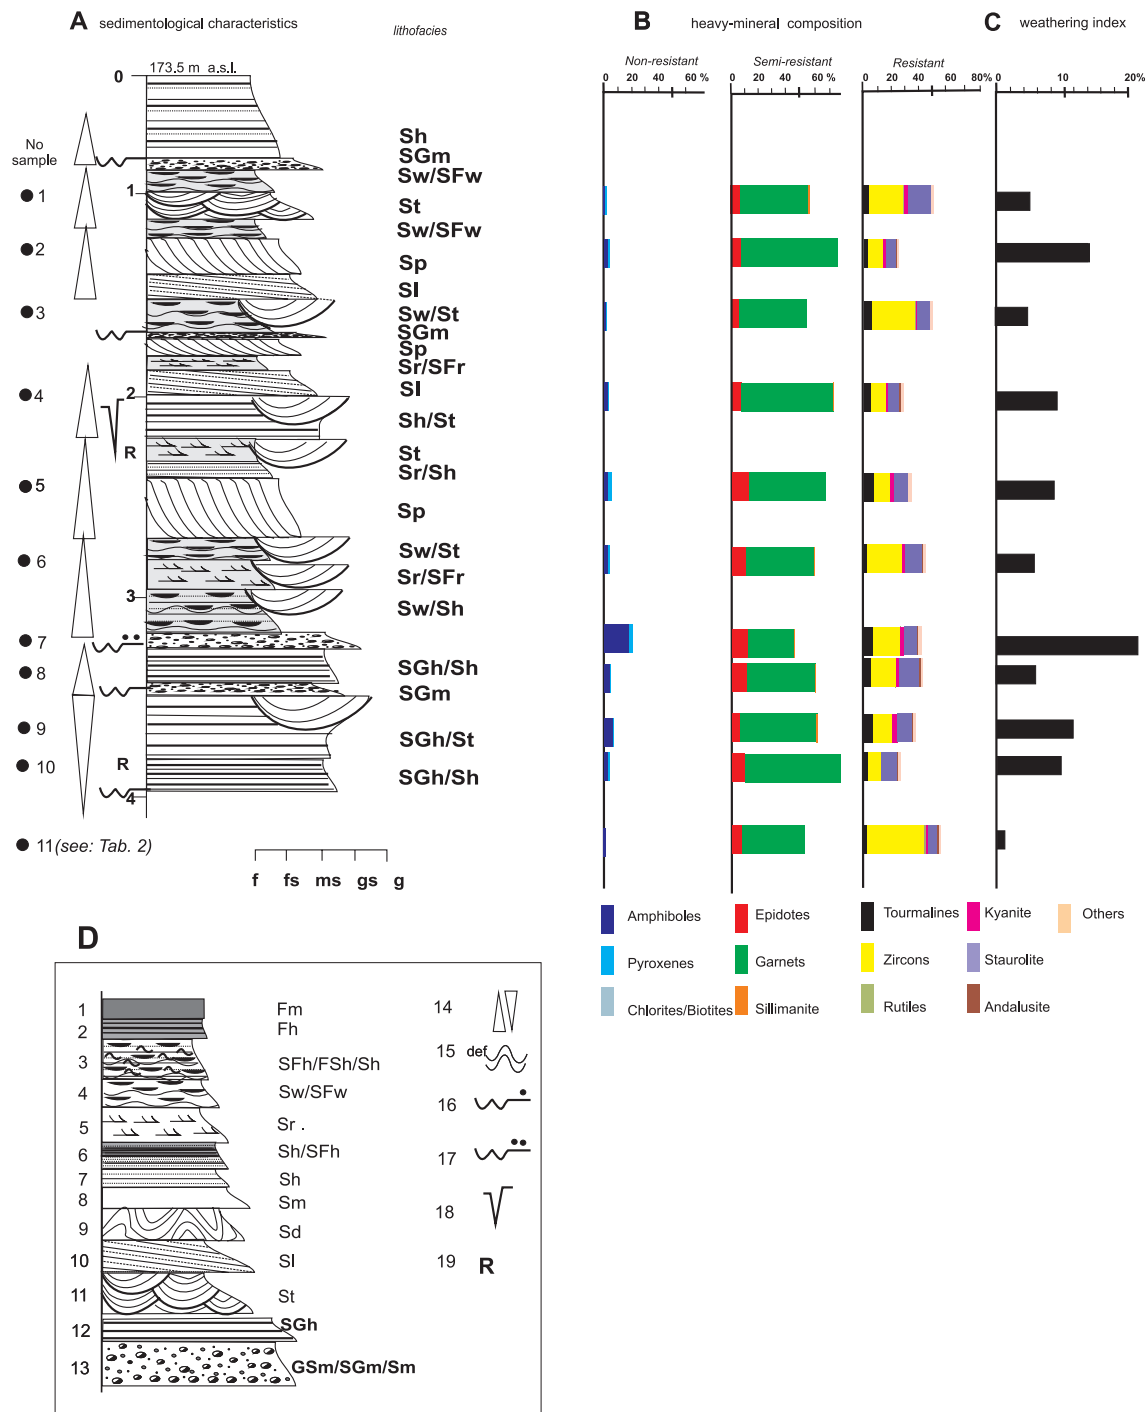 A sedimentological characteristics
lithofacies
B heavy-mineral composition
C weathering index
173,5 m a.s.l.
0
No
sample
1
2
3
4
5
6
7
8
9
10
11 (see: Tab. 2)
1
2
R
3
R
4
Sh
SGm
Sw/SFw
St
Sw/SFw
Sp
Sl
Sw/St
SGm
Sp
Sr/SFr
Sl
Sh/St
St
Sr/Sh
Sp
Sw/St
Sr/SFr
Sw/Sh
SGh/Sh
SGm
SGh/St
SGh/Sh
f fs ms gs g
Non-resistant
0 20 40 60 %
Semi-resistant
0 20 40 60 %
Resistant
0 20 40 60 80%
0 10 20%
Amphiboles
Pyroxenes
Chlorites/Biotites
Epidotes
Garnets
Sillimanite
Tourmalines
Zircons
Rutiles
Kyanite
Staurolite
Andalusite
Others
D
1 Fm
2 Fh
3 SFh/FSh/Sh
4 Sw/SFw
5 Sr .
6 Sh/SFh
7 Sh
8 Sm
9 Sd
10 Sl
11 St
12 SGh
13 GSm/SGm/Sm
14
15 def
16
17
18
19 R